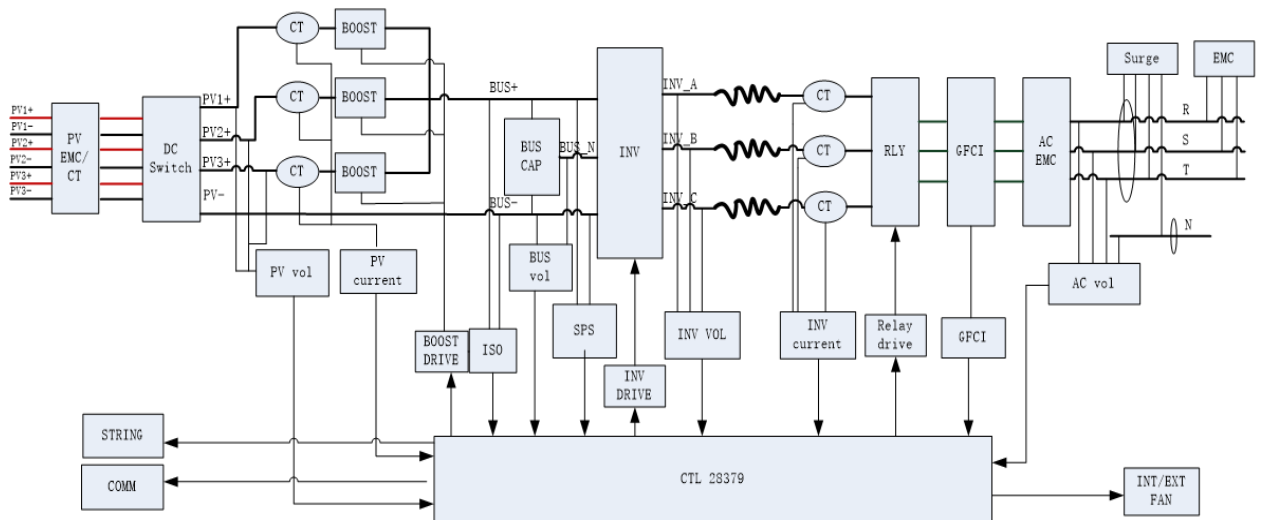 CT
BOOST
Surge
EMC
CT
BOOST
BUS+
INV_A
PV1+
PV1-
PV2+
PV2-
PV3+
PV3-
PV
EMC/
CT
DC
Switch
PV1+
PV2+
PV3+
PV-
CT
BOOST
BUS
CAP
BUS_N
BUS-
INV
INV_B
INV_C
CT
CT
CT
RLY
GFCI
AC
EMC
R
S
T
N
PV vol
PV
current
BUS
vol
AC vol
BOOST
DRIVE
ISO
SPS
INV
DRIVE
INV VOL
INV
current
Relay
drive
GFCI
STRING
COMM
CTL 28379
INT/EXT
FAN